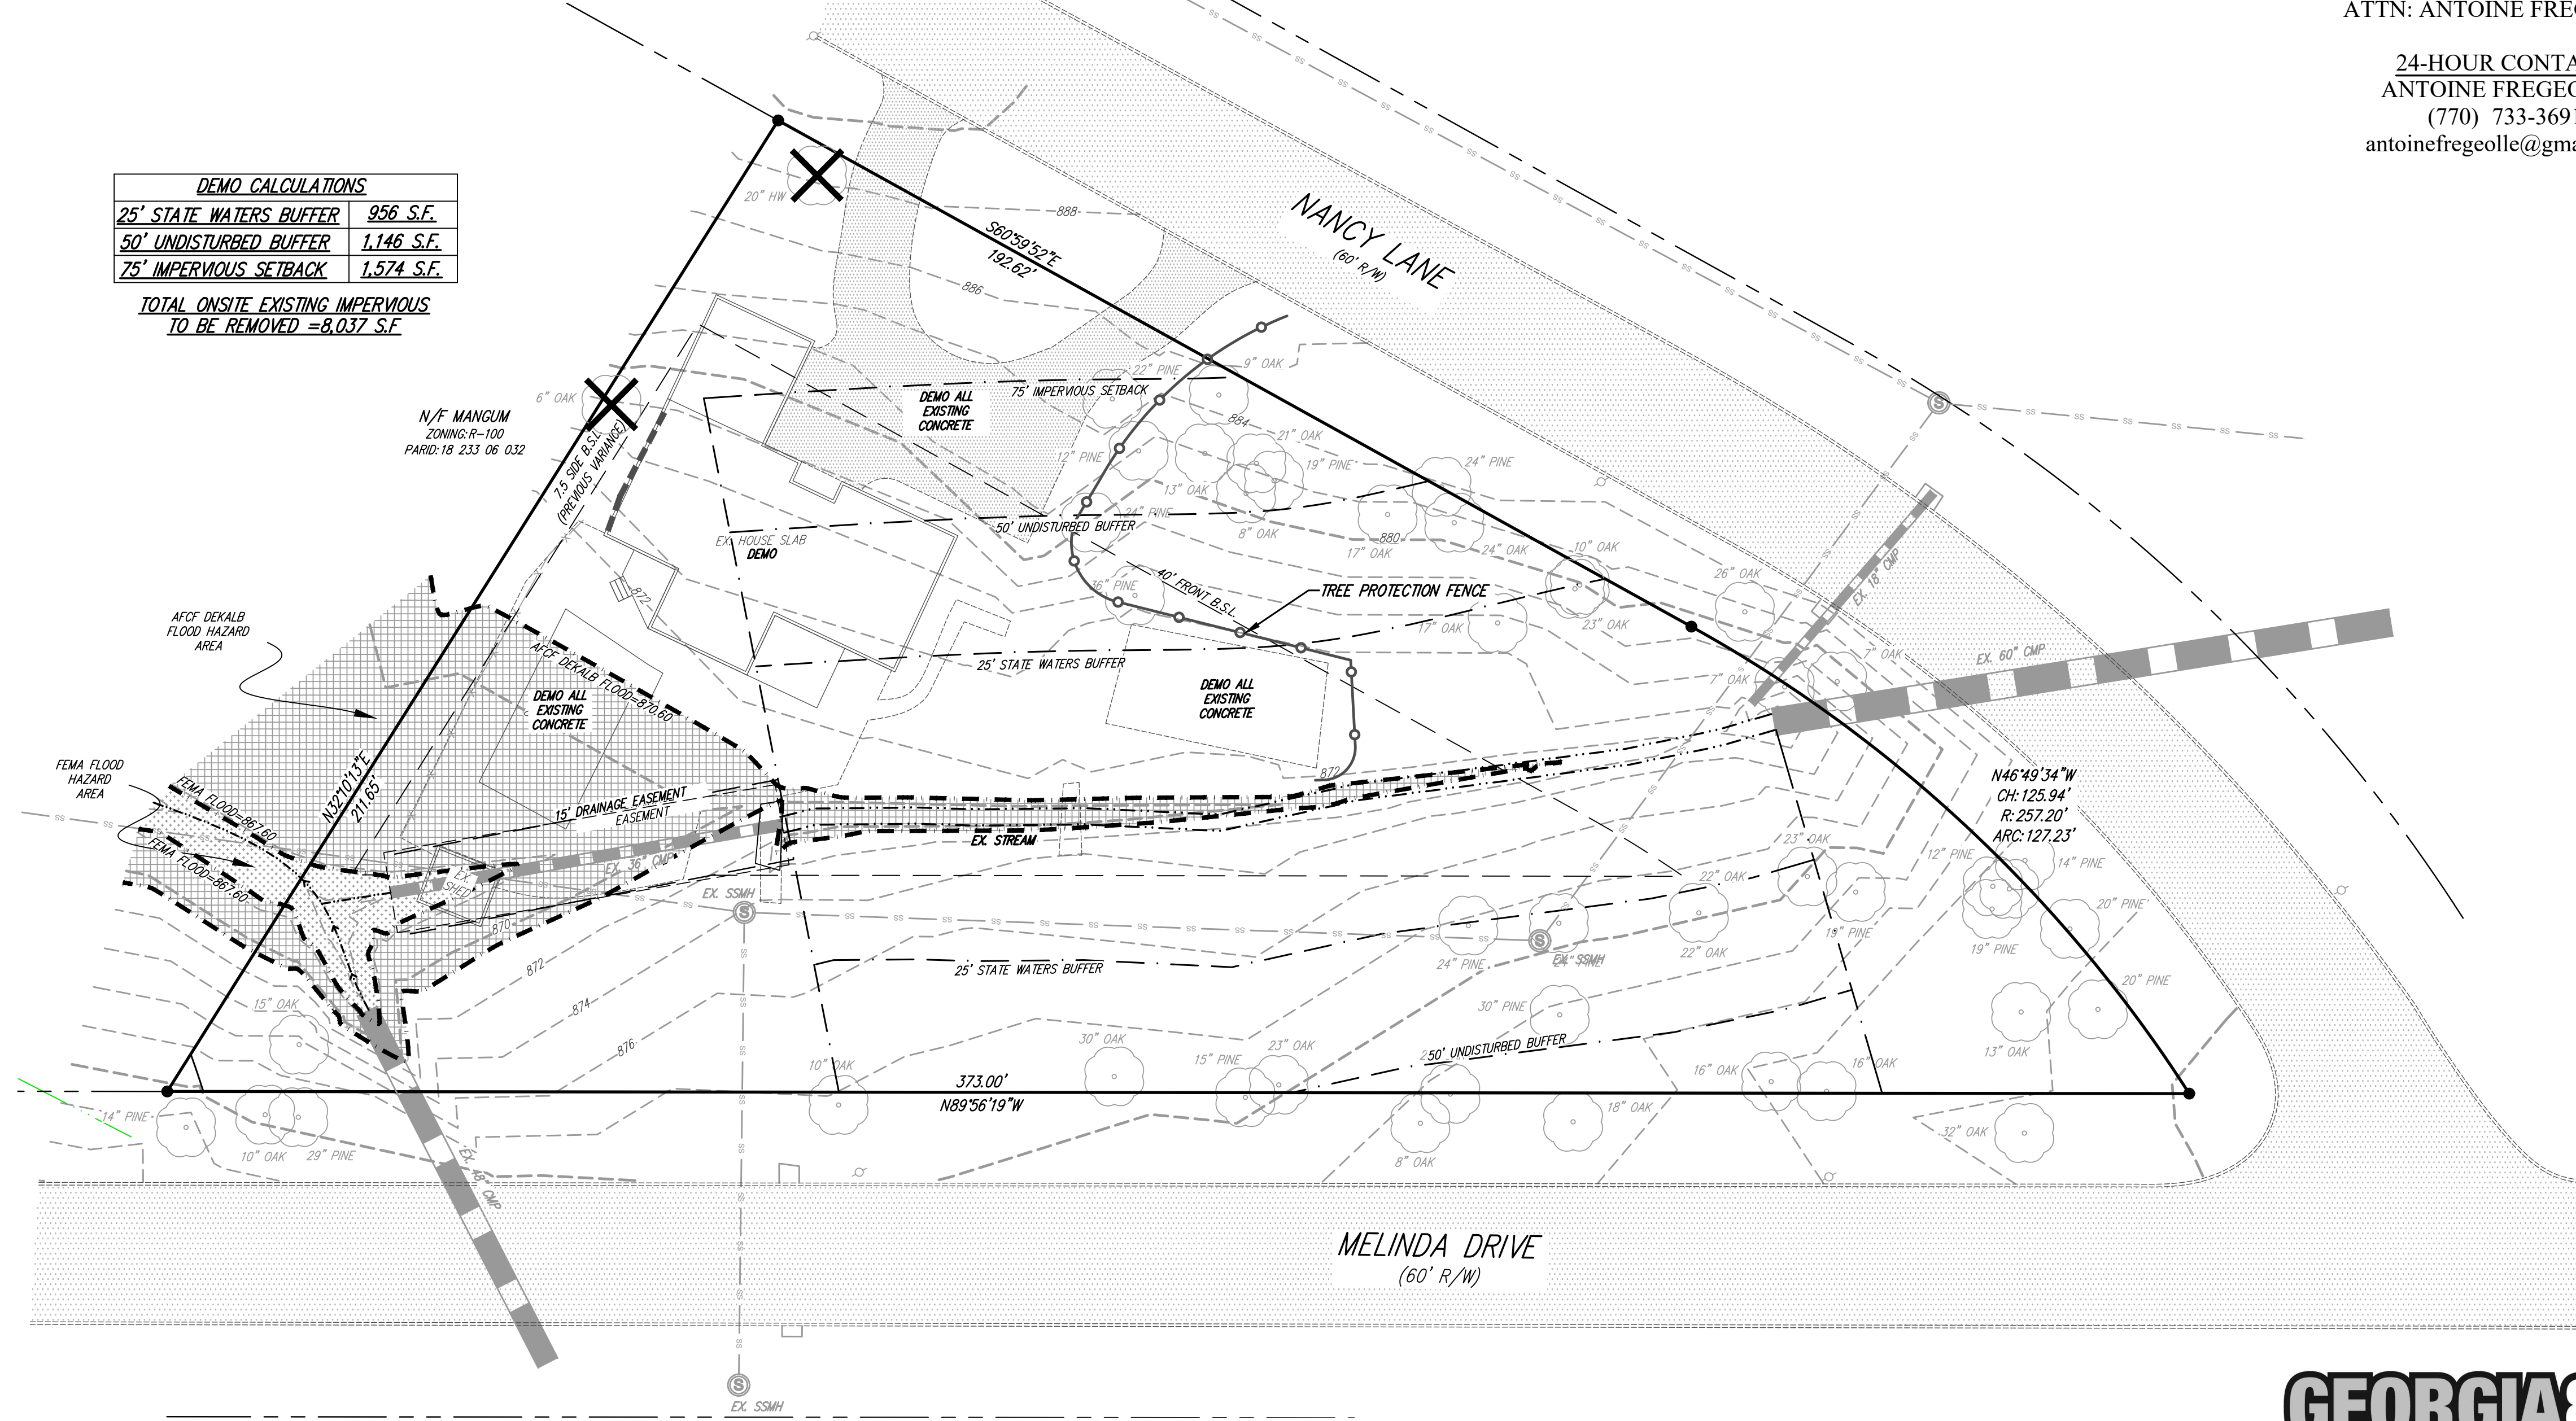 ATTN: ANTOINE
24-HOUR
ANTOINE
(770) 733-369
antoinefregeolle@gma
DEMO CALCULATIONS
25' STATE WATERS BUFFER 956 S.F.
50' UNDISTURBED BUFFER 1,146 S.F.
75' IMPERVIOUS SETBACK 1,574 S.F.
TOTAL ONSITE EXISTING IMPERVIOUS
TO BE REMOVED =8,037 S.F
20" HW
888
S60°59'52"E
192.62'
886
NANCY LANE
(60' R/W)
6" OAK
N/F MANGUM
ZONING:R-100
PARID:18 233 06 032
7.5 SIDE B.S.L.
(PREVIOUS VARIANCE)
DEMO ALL
EXISTING
CONCRETE
22" PINE
9" OAK
75' IMPERVIOUS SETBACK
884
21" OAK
12" PINE
19" PINE
24" PINE
13" OAK
24" PINE
50' UNDISTURBED BUFFER
8" OAK
880
17" OAK
24" OAK
10" OAK
EX. HOUSE SLAB
DEMO
872
36" PINE
40' FRONT B.S.L.
TREE PROTECTION FENCE
26" OAK
EX. 18" CMP
17" OAK
23" OAK
AFCF DEKALB
FLOOD HAZARD
AREA
AFCF DEKALB FLOOD=870.60
25' STATE WATERS BUFFER
7" OAK
7" OAK
EX. 60" CMP
DEMO ALL
EXISTING
CONCRETE
DEMO ALL
EXISTING
CONCRETE
FEMA FLOOD
HAZARD
AREA
FEMA FLOOD=867.60
FEMA FLOOD=867.60
N32°10'13"E
211.65'
872
15' DRAINAGE EASEMENT
EASEMENT
EX. STREAM
N46°49'34"W
CH:125.94'
R:257.20'
ARC:127.23'
EX. 36" CMP
EX.
SHED
870
EX. SSMH
23" OAK
12" PINE
14" PINE
22" OAK
19" PINE
20" PINE
19" PINE
22" OAK
24" PINE
EX. SSMH
872
25' STATE WATERS BUFFER
874
876
15" OAK
30" PINE
20" PINE
13" OAK
50' UNDISTURBED BUFFER
10" OAK
30" OAK
15" PINE
23" OAK
16" OAK
16" OAK
373.00'
N89°56'19"W
14" PINE
10" OAK
29" PINE
18" OAK
32" OAK
8" OAK
EX. 48" CMP
MELINDA DRIVE
(60' R/W)
S
S
S
S
EX. SSMH
GEORGIA